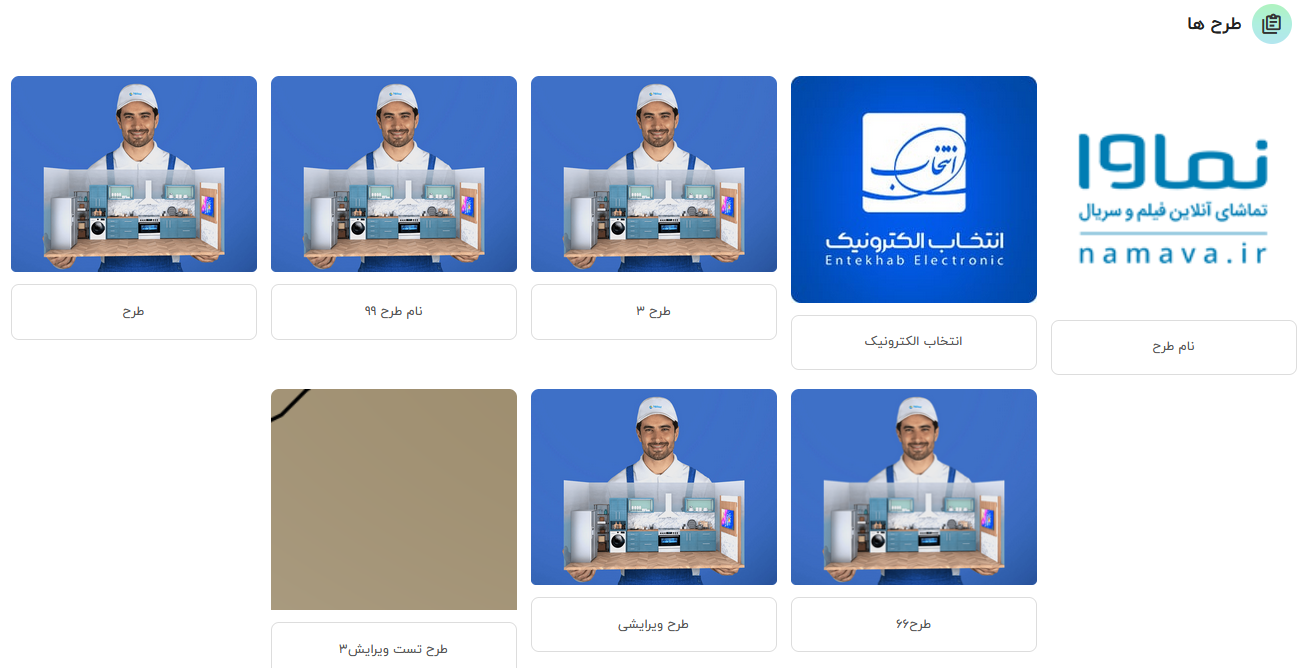 طرح ها
نماوا
تماشای آنلاین فیلم و سریال
namava.ir
نام طرح
انتخاب
انتخاب الکترونیک
Entekhab Electronic
انتخاب الکترونیک
طرح ۳
نام طرح ۹۹
طرح
طرح۶۶
طرح ویرایشی
طرح تست ویرایش۳